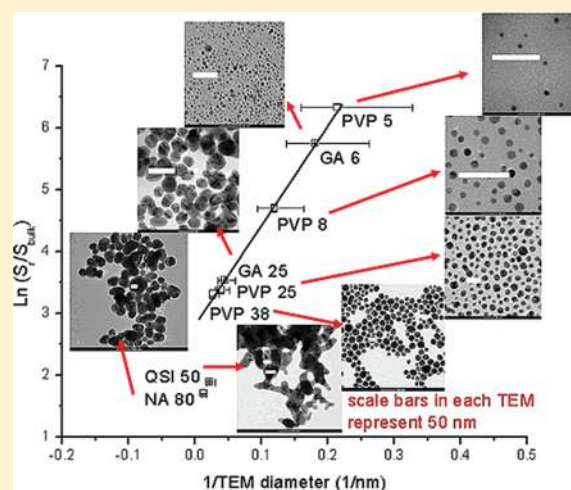 7
6
5
4
3
2
1
Ln (Sr/Sbulk)
PVP 5
GA 6
PVP 8
GA 25
PVP 25
PVP 38
QSI 50
NA 80
scale bars in each TEM
represent 50 nm
-0.2 -0.1 0.0 0.1 0.2 0.3 0.4 0.5
1/TEM diameter (1/nm)